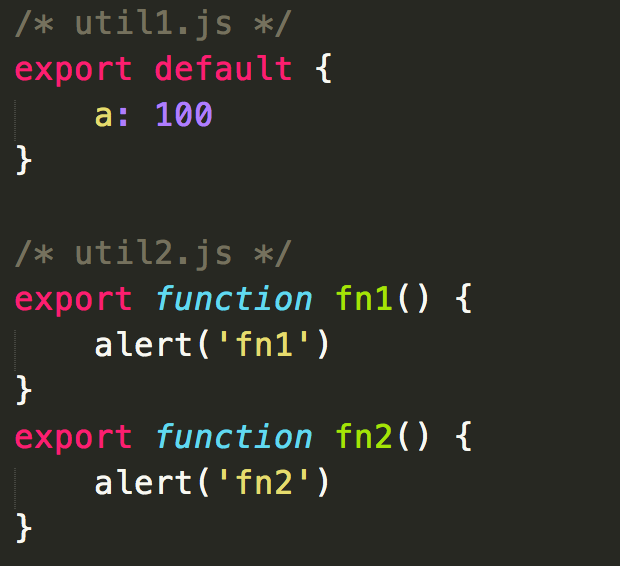 /* util1.js */
export default {
    a: 100
}

/* util2.js */
export function fn1() {
    alert('fn1')
}
export function fn2() {
    alert('fn2')
}